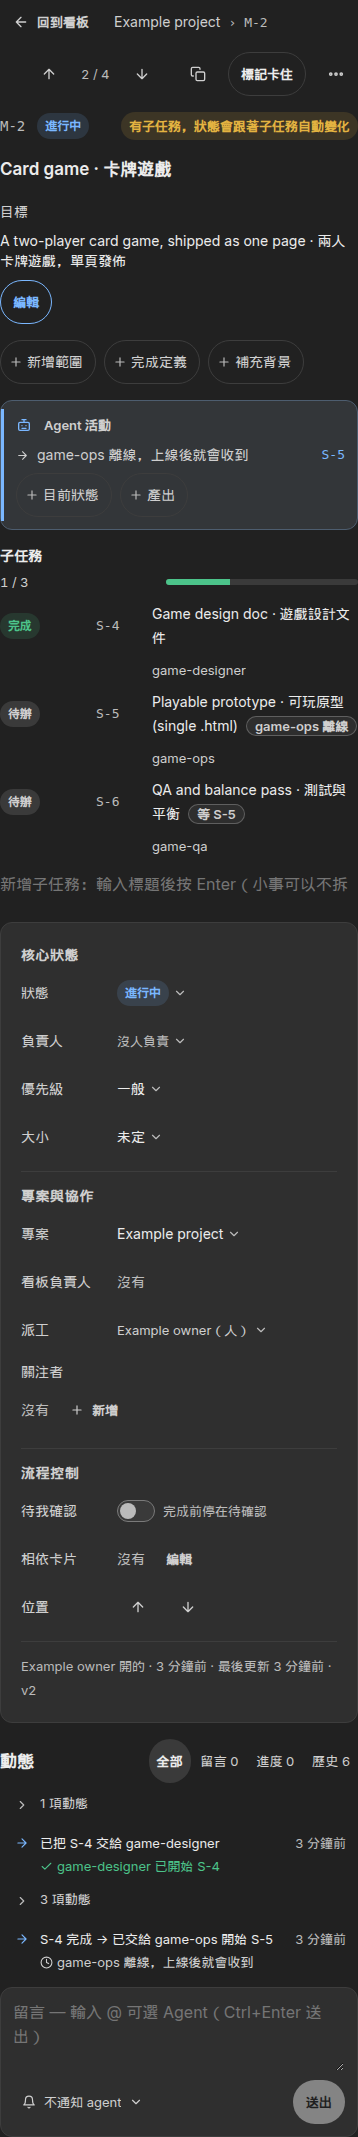 回到看板 Example project › M-2
2 / 4 標記卡住
M-2 進行中 有子任務，狀態會跟著子任務自動變化
Card game · 卡牌遊戲
目標
A two-player card game, shipped as one page · 兩人
卡牌遊戲，單頁發佈
編輯
新增範圍 完成定義 補充背景
Agent 活動
→ game-ops 離線，上線後就會收到 S-5
目前狀態 產出
子任務
1 / 3
完成 S-4 Game design doc · 遊戲設計文
件
game-designer
待辦 S-5 Playable prototype · 可玩原型
(single .html) game-ops 離線
game-ops
待辦 S-6 QA and balance pass · 測試與
平衡 等 S-5
game-qa
新增子任務：輸入標題後按 Enter（小事可以不拆
核心狀態
狀態 進行中
負責人 沒人負責
優先級 一般
大小 未定
專案與協作
專案 Example project
看板負責人 沒有
派工 Example owner（人）
關注者
沒有 新增
流程控制
待我確認 完成前停在待確認
相依卡片 沒有 編輯
位置
Example owner 開的 · 3 分鐘前 · 最後更新 3 分鐘前 ·
v2
動態 全部 留言 0 進度 0 歷史 6
1 項動態
已把 S-4 交給 game-designer 3 分鐘前
game-designer 已開始 S-4
3 項動態
S-4 完成 → 已交給 game-ops 開始 S-5 3 分鐘前
game-ops 離線，上線後就會收到
留言 — 輸入 @ 可選 Agent（Ctrl+Enter 送
出）
不通知 agent 送出